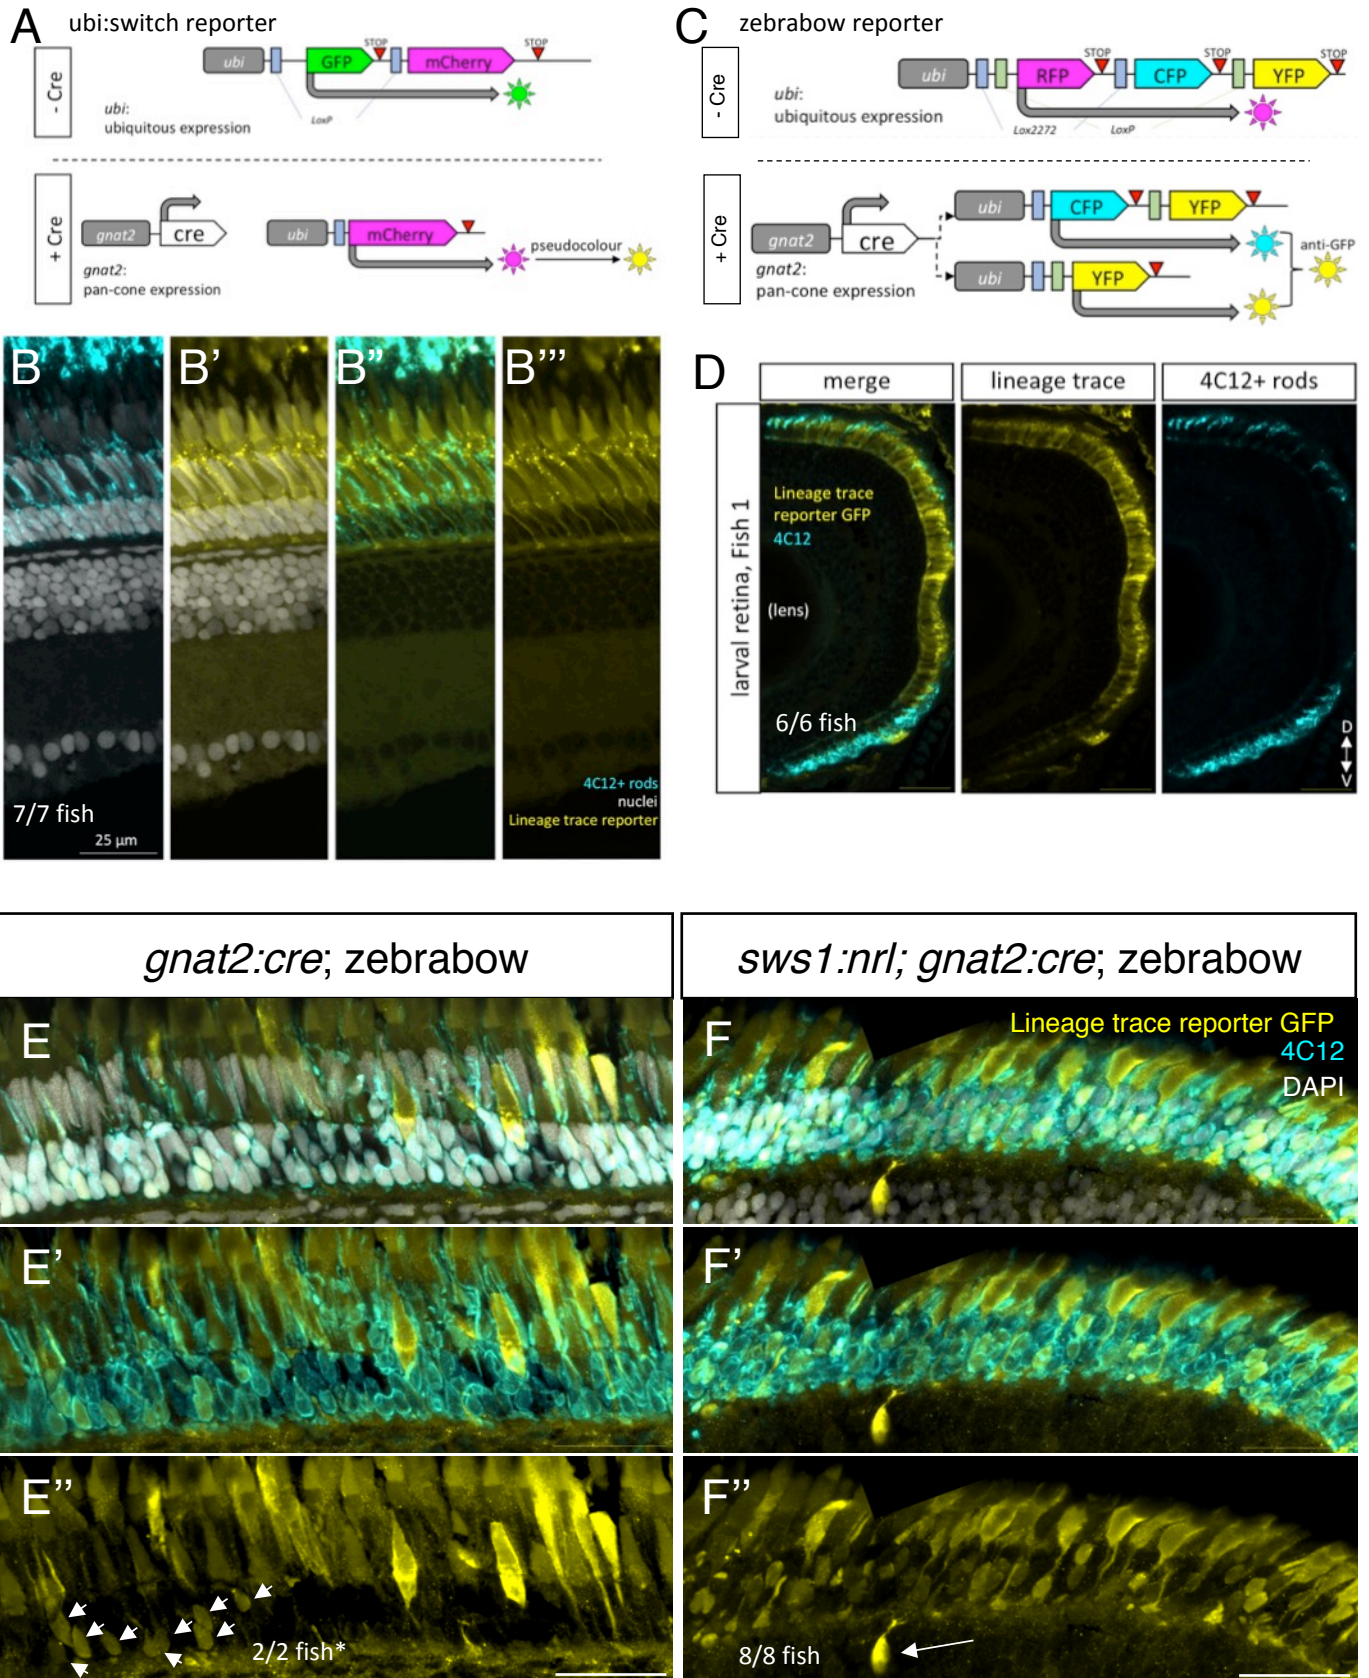 A ubi:switch reporter
- Cre
ubi
GFP
STOP
mCherry
STOP
ubi:
ubiquitous expression
LoxP
+ Cre
gnat2
cre
ubi
mCherry
pseudocolour
gnat2:
pan-cone expression
C zebrabow reporter
- Cre
ubi
RFP
STOP
CFP
STOP
YFP
STOP
ubi:
ubiquitous expression
Lox2272
LoxP
+ Cre
gnat2
cre
ubi
CFP
YFP
anti-GFP
gnat2:
pan-cone expression
ubi
YFP
B
B'
B"
B'''
7/7 fish
25 µm
4C12+ rods
nuclei
Lineage trace reporter
D
merge
lineage trace
4C12+ rods
larval retina, Fish 1
Lineage trace
reporter GFP
4C12
(lens)
6/6 fish
D
V
gnat2:cre; zebrabow
sws1:nrl; gnat2:cre; zebrabow
E
F
Lineage trace reporter GFP
4C12
DAPI
E'
F'
E”
2/2 fish*
F”
8/8 fish